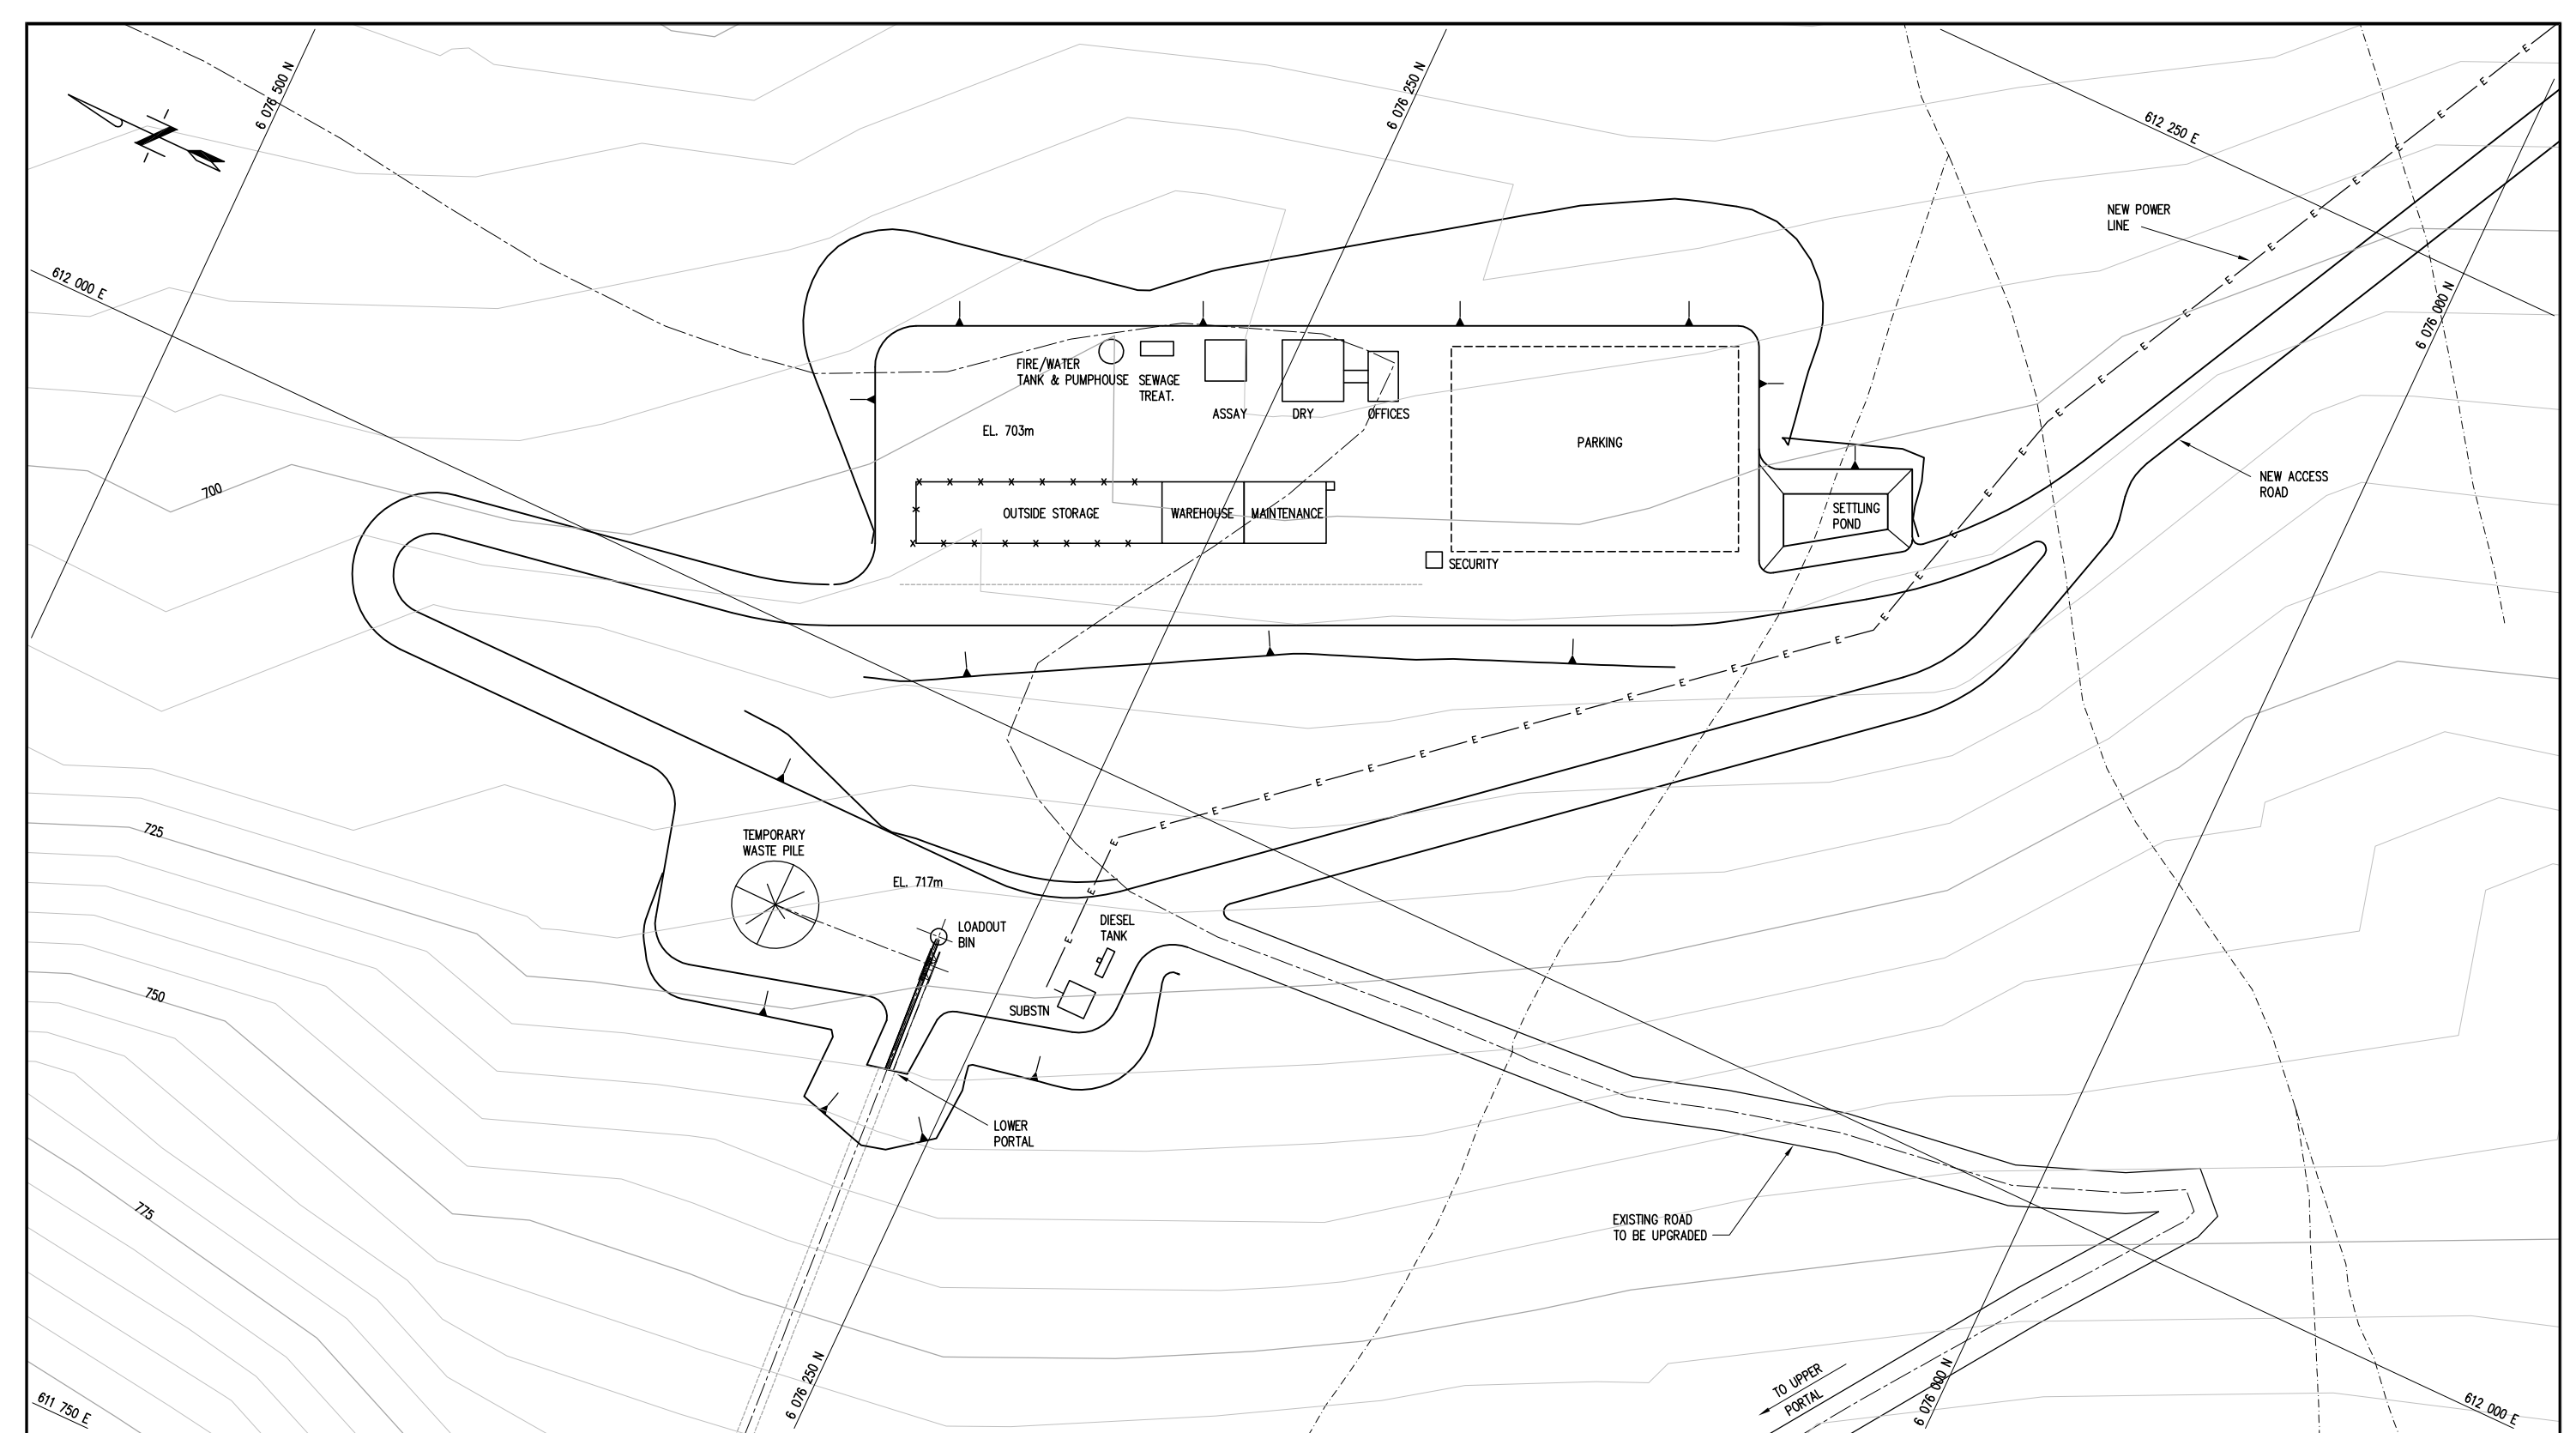 6 076 500 N
6 076 250 N
612 250 E
NEW POWER
LINE
612 000 E
6 076 000 N
FIRE/WATER
TANK & PUMPHOUSE
SEWAGE
TREAT.
ASSAY
DRY
OFFICES
EL. 703m
PARKING
700
NEW ACCESS
ROAD
OUTSIDE STORAGE
WAREHOUSE
MAINTENANCE
SETTLING
POND
SECURITY
725
TEMPORARY
WASTE PILE
EL. 717m
LOADOUT
BIN
DIESEL
TANK
750
SUBSTN
LOWER
PORTAL
775
EXISTING ROAD
TO BE UPGRADED
TO UPPER
PORTAL
611 750 E
6 076 250 N
6 076 000 N
612 000 E
N
E E E E E E E E E E E E E E E E E E E E E E E E E E E E E E E E E E E